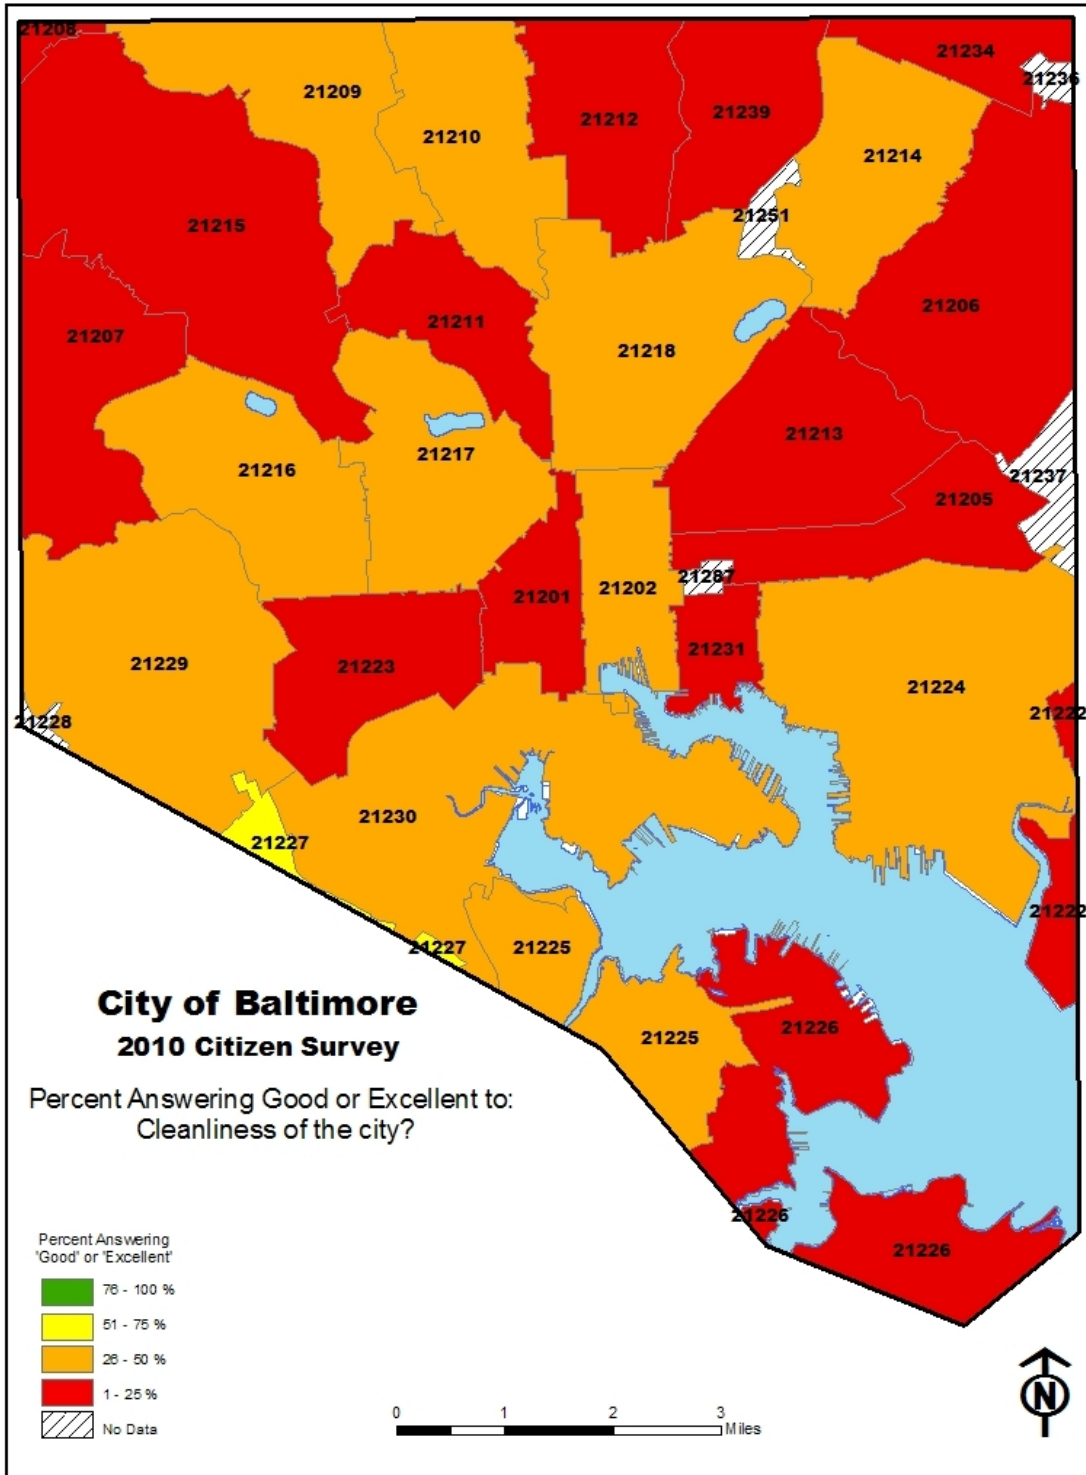 21208
21234
21236
21209
21212
21239
21210
21214
21251
21215
21206
21211
21207
21218
21213
21217
21216
21237
21205
21287
21202
21201
21231
21229
21223
21224
21228
21222
21230
21227
21222
21227
21225
City of Baltimore
2010 Citizen Survey
21226
21225
Percent Answering Good or Excellent to:
Cleanliness of the city?
21226
21226
Percent Answering
'Good' or 'Excellent'
76 - 100 %
51 - 75 %
26 - 50 %
1 - 25 %
No Data
0 1 2 3
Miles
N